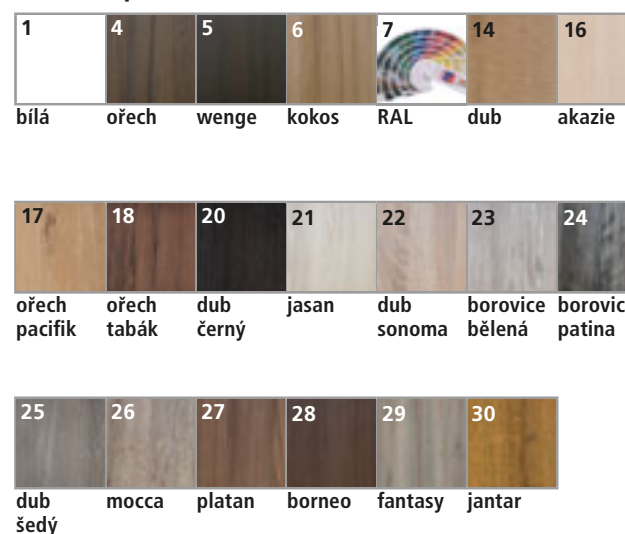 1 4 5 6 7 14 16
bílá ořech wenge kokos RAL dub akazie
17 18 20 21 22 23 24
ořech ořech dub jasan dub borovice borovic
pacifik tabák černý sonoma bělená patina
25 26 27 28 29 30
dub mocca platan borneo fantasy jantar
šedý